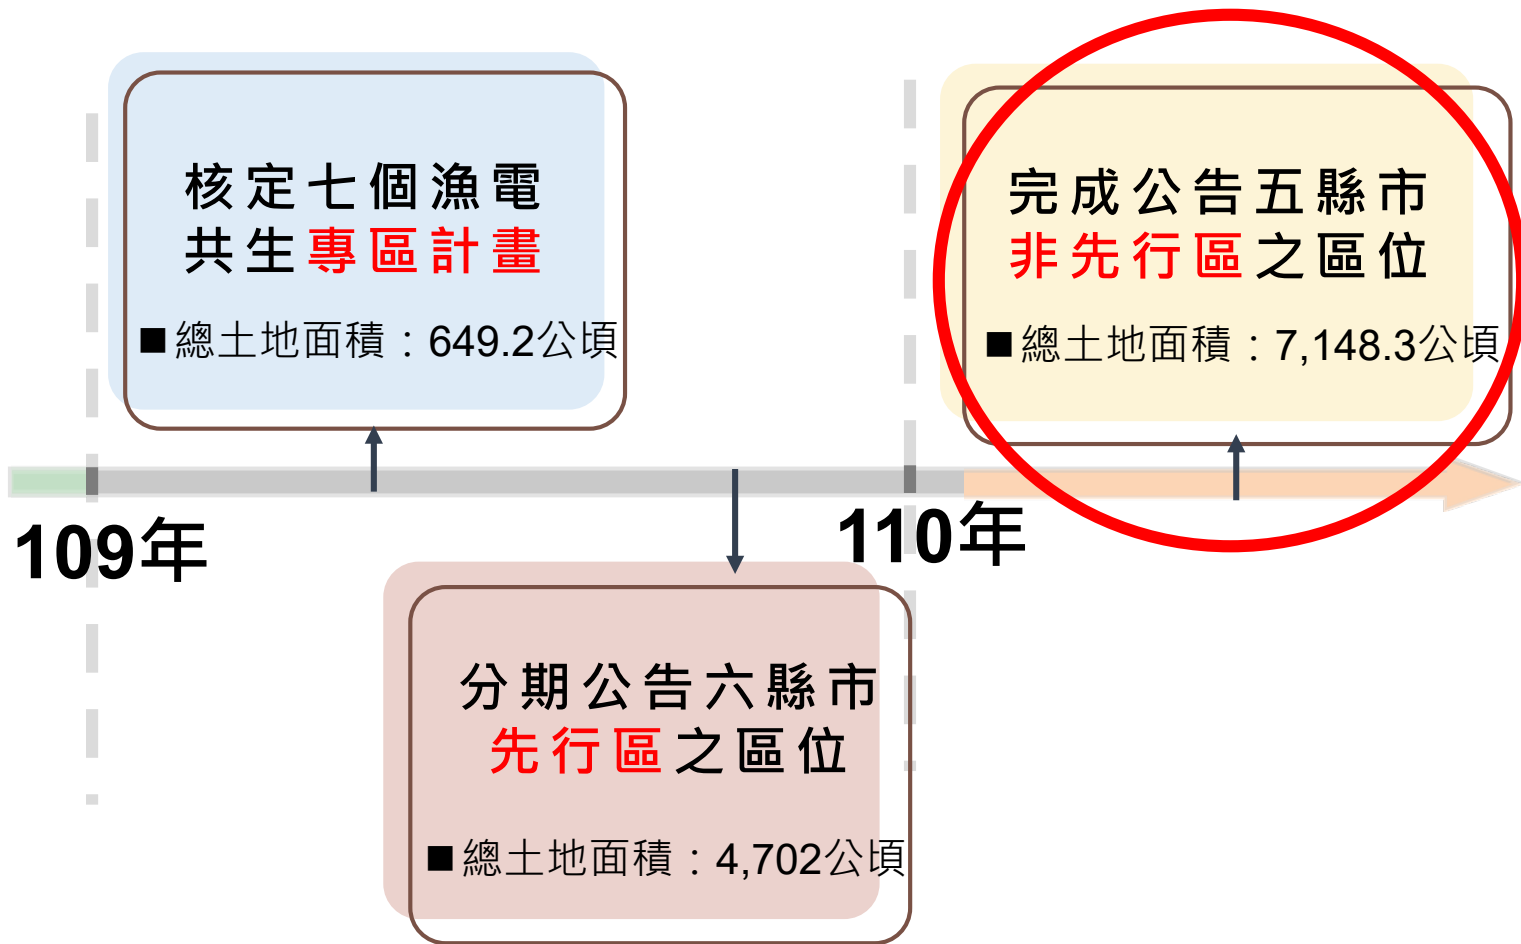 核定七個漁電
共生專區計畫
■總土地面積：649.2公頃
完成公告五縣市
非先行區之區位
■總土地面積：7,148.3公頃
109年
110年
分期公告六縣市
先行區之區位
■總土地面積：4,702公頃